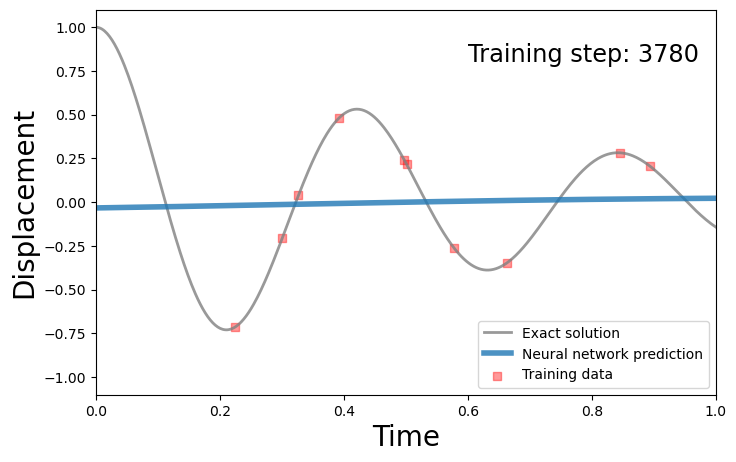 Training step: 3780
1.00
0.75
0.50
0.25
0.00
−0.25
−0.50
−0.75
−1.00
Displacement
Exact solution
Neural network prediction
Training data
0.0 0.2 0.4 0.6 0.8 1.0
Time